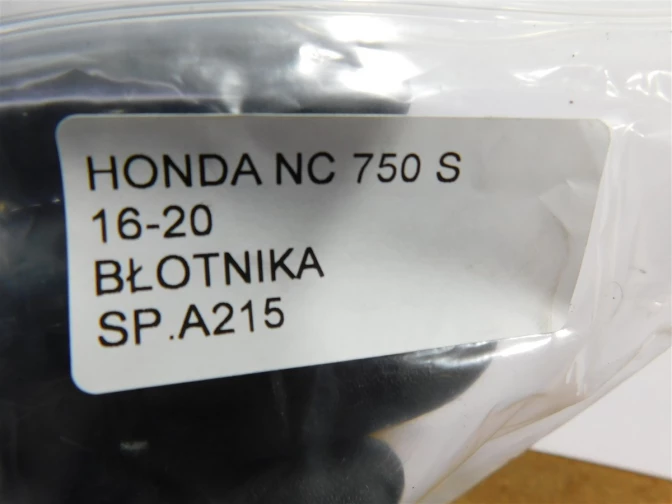 HONDA NC 750 S
16-20
BŁOTNIKA
SP.A215